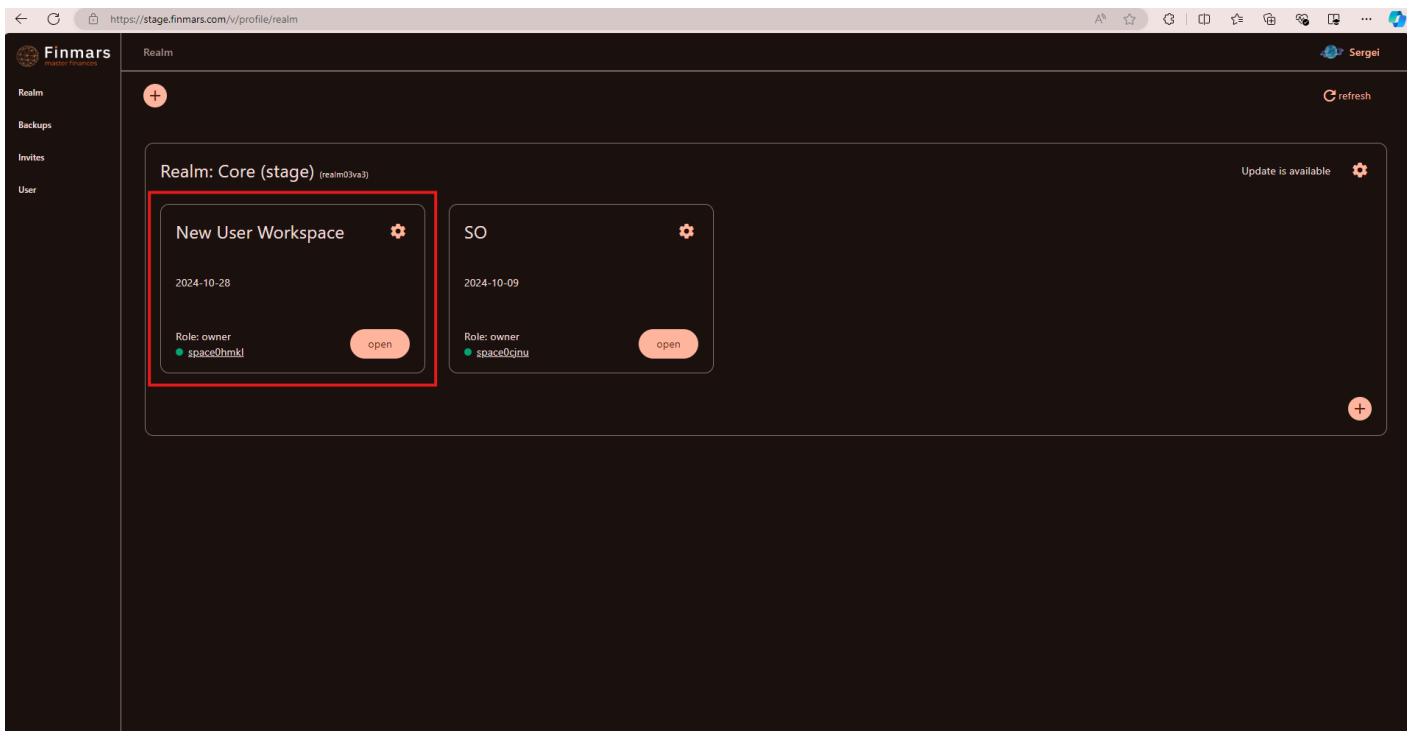 https://stage.finmars.com/v/profile/realm
Finmars
master finances
Realm
Sergei
Realm
Backups
Invites
User
refresh
Realm: Core (stage) (realm03va3)
Update is available
New User Workspace
2024-10-28
Role: owner
space0hmkl
open
SO
2024-10-09
Role: owner
space0cjnu
open